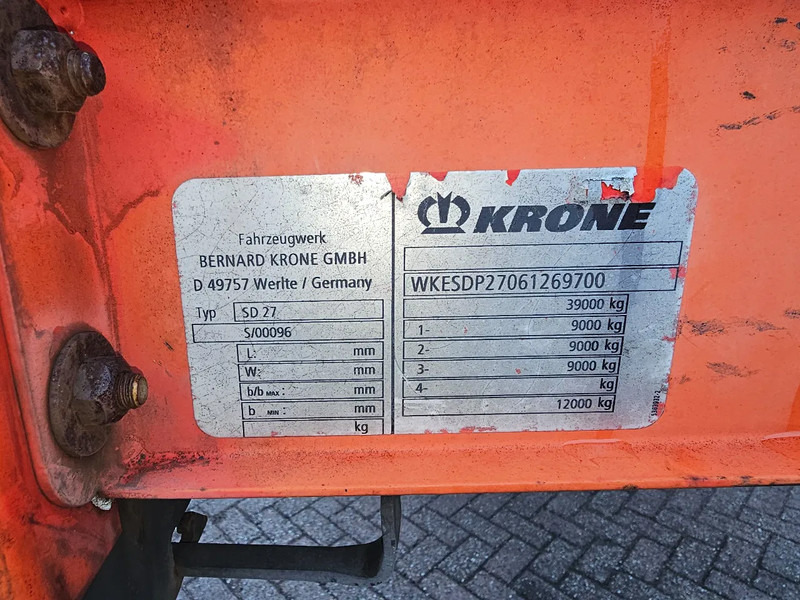 Fahrzeugwerk
BERNARD KRONE GMBH
D 49757 Werlte / Germany
Typ SD 27
S/00096
L: mm
W: mm
b/b MAX : mm
b MIN : mm
kg
KRONE
WKESDP27061269700
39000 kg
1- 9000 kg
2- 9000 kg
3- 9000 kg
4- kg
12000 kg